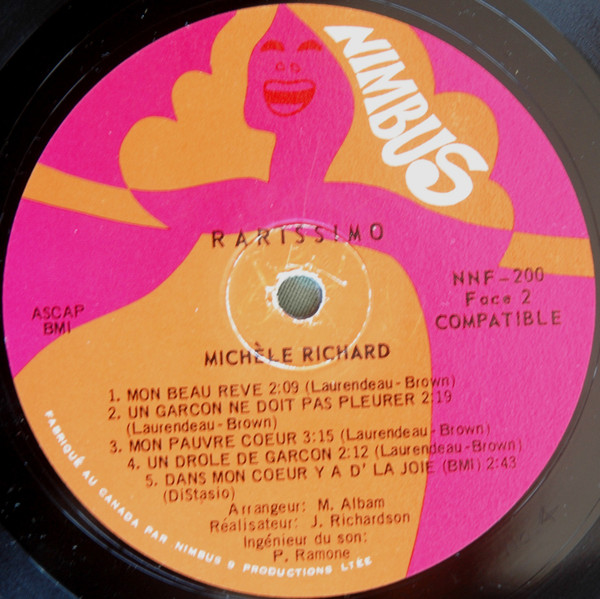 NIMBUS
RARISSIMO
NNF-200
Face 2
COMPATIBLE
ASCAP
BMI
MICHÈLE RICHARD
1. MON BEAU REVE 2:09 (Laurendeau-Brown)
2. UN GARCON NE DOIT PAS PLEURER 2:19
(Laurendeau-Brown)
3. MON PAUVRE COEUR 3:15 (Laurendeau-Brown)
4. UN DROLE DE GARCON 2:12 (Laurendeau-Brown)
5. DANS MON COEUR Y A D' LA JOIE (BMI) 2:43
(DiStasio)
Arrangeur: M. Albam
Réalisateur: J. Richardson
Ingénieur du son:
P. Ramone
FABRIQUÉ AU CANADA PAR NIMBUS 9 PRODUCTIONS LTÉE